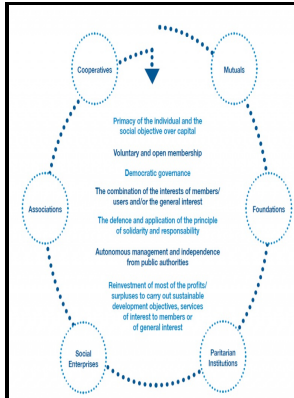 Cooperatives
Mutuals
Primacy of the individual and the
social objective over capital
Voluntary and open membership
Democratic governance
The combination of the interests of members/
users and/or the general interest
Associations
Foundations
The defence and application of the principle
of solidarity and responsability
Autonomous management and independence
from public authorities
Reinvestment of most of the profits/
surpluses to carry out sustainable
development objectives, services
of interest to members or
of general interest
Social
Enterprises
Paritarian
Institutions